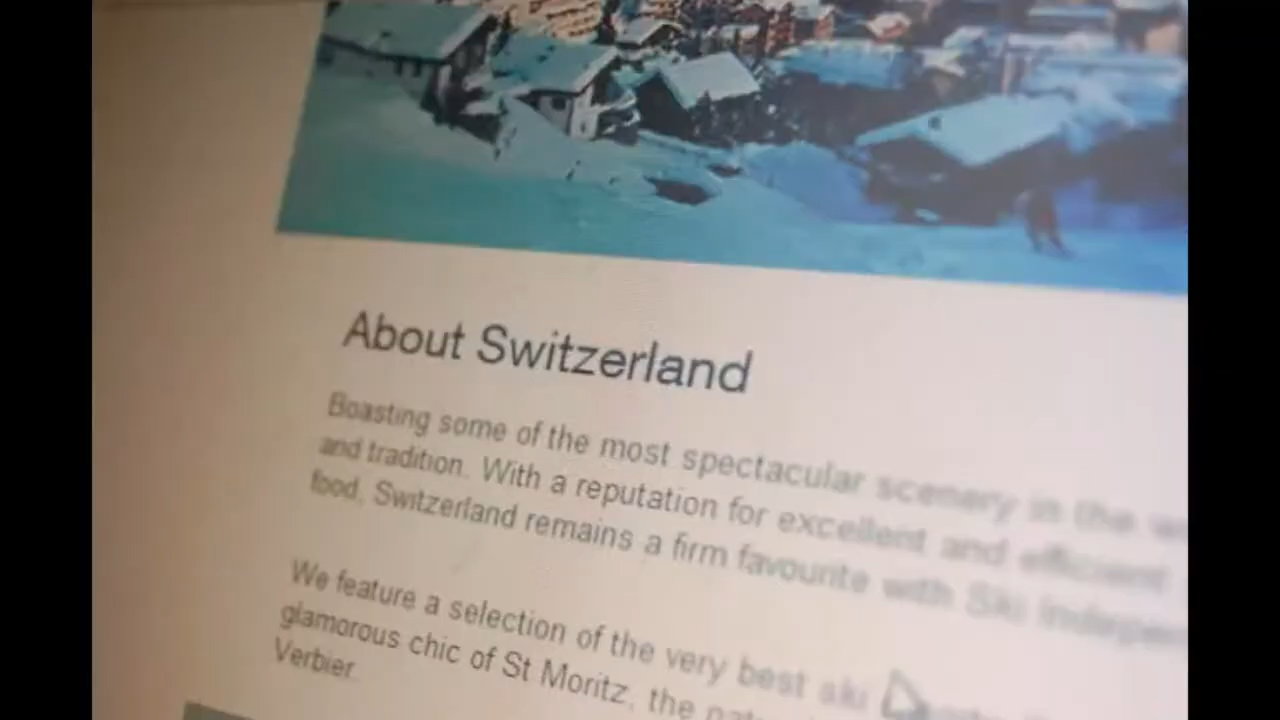 About Switzerland
Boasting some of the most spectacular scenery in the
and tradition. With a reputation for excellent and efficient
food, Switzerland remains a firm favourite with Ski
We feature a selection of the very best ski
glamorous chic of St Moritz, the
Verbier.